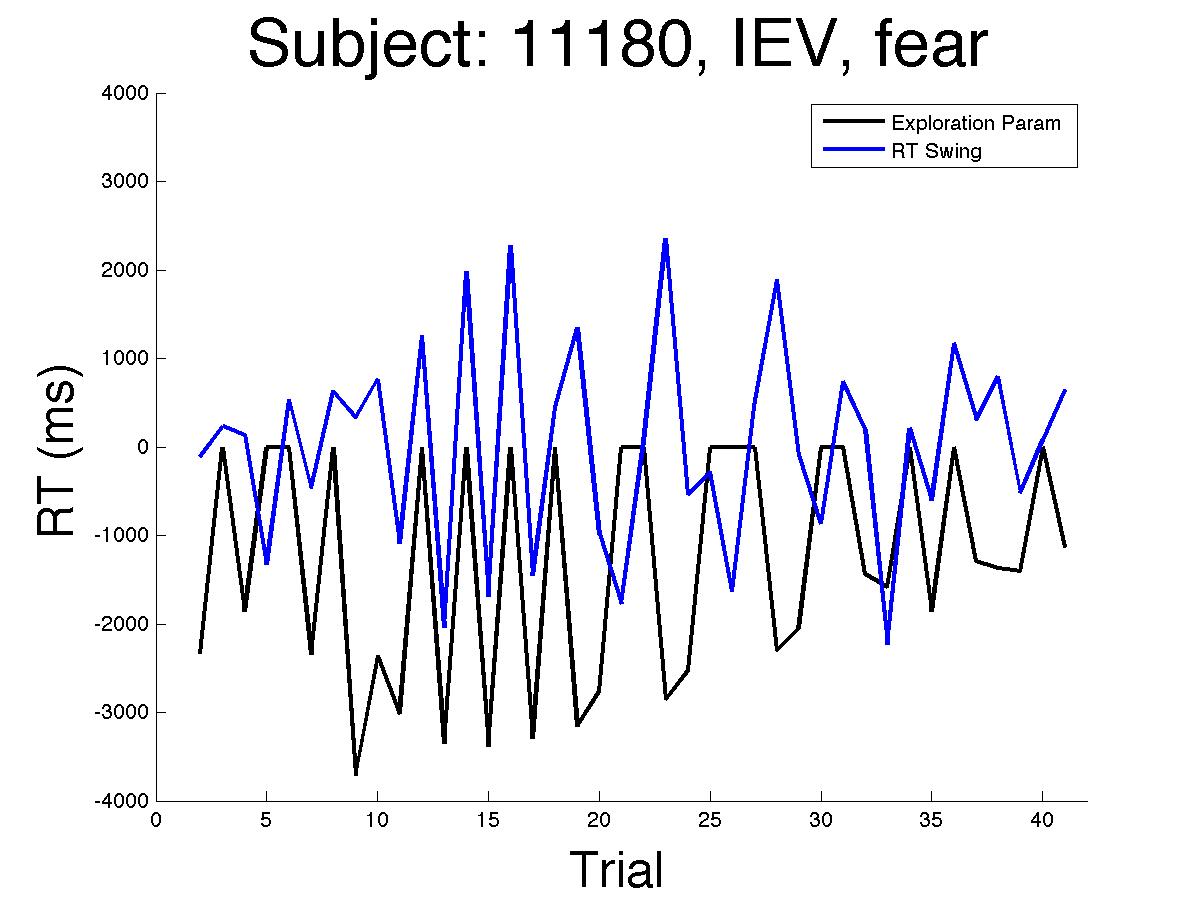 Subject: 11180, IEV, fear
4000
3000
2000
1000
0
-1000
-2000
-3000
-4000
RT (ms)
Exploration Param
RT Swing
0 5 10 15 20 25 30 35 40
Trial